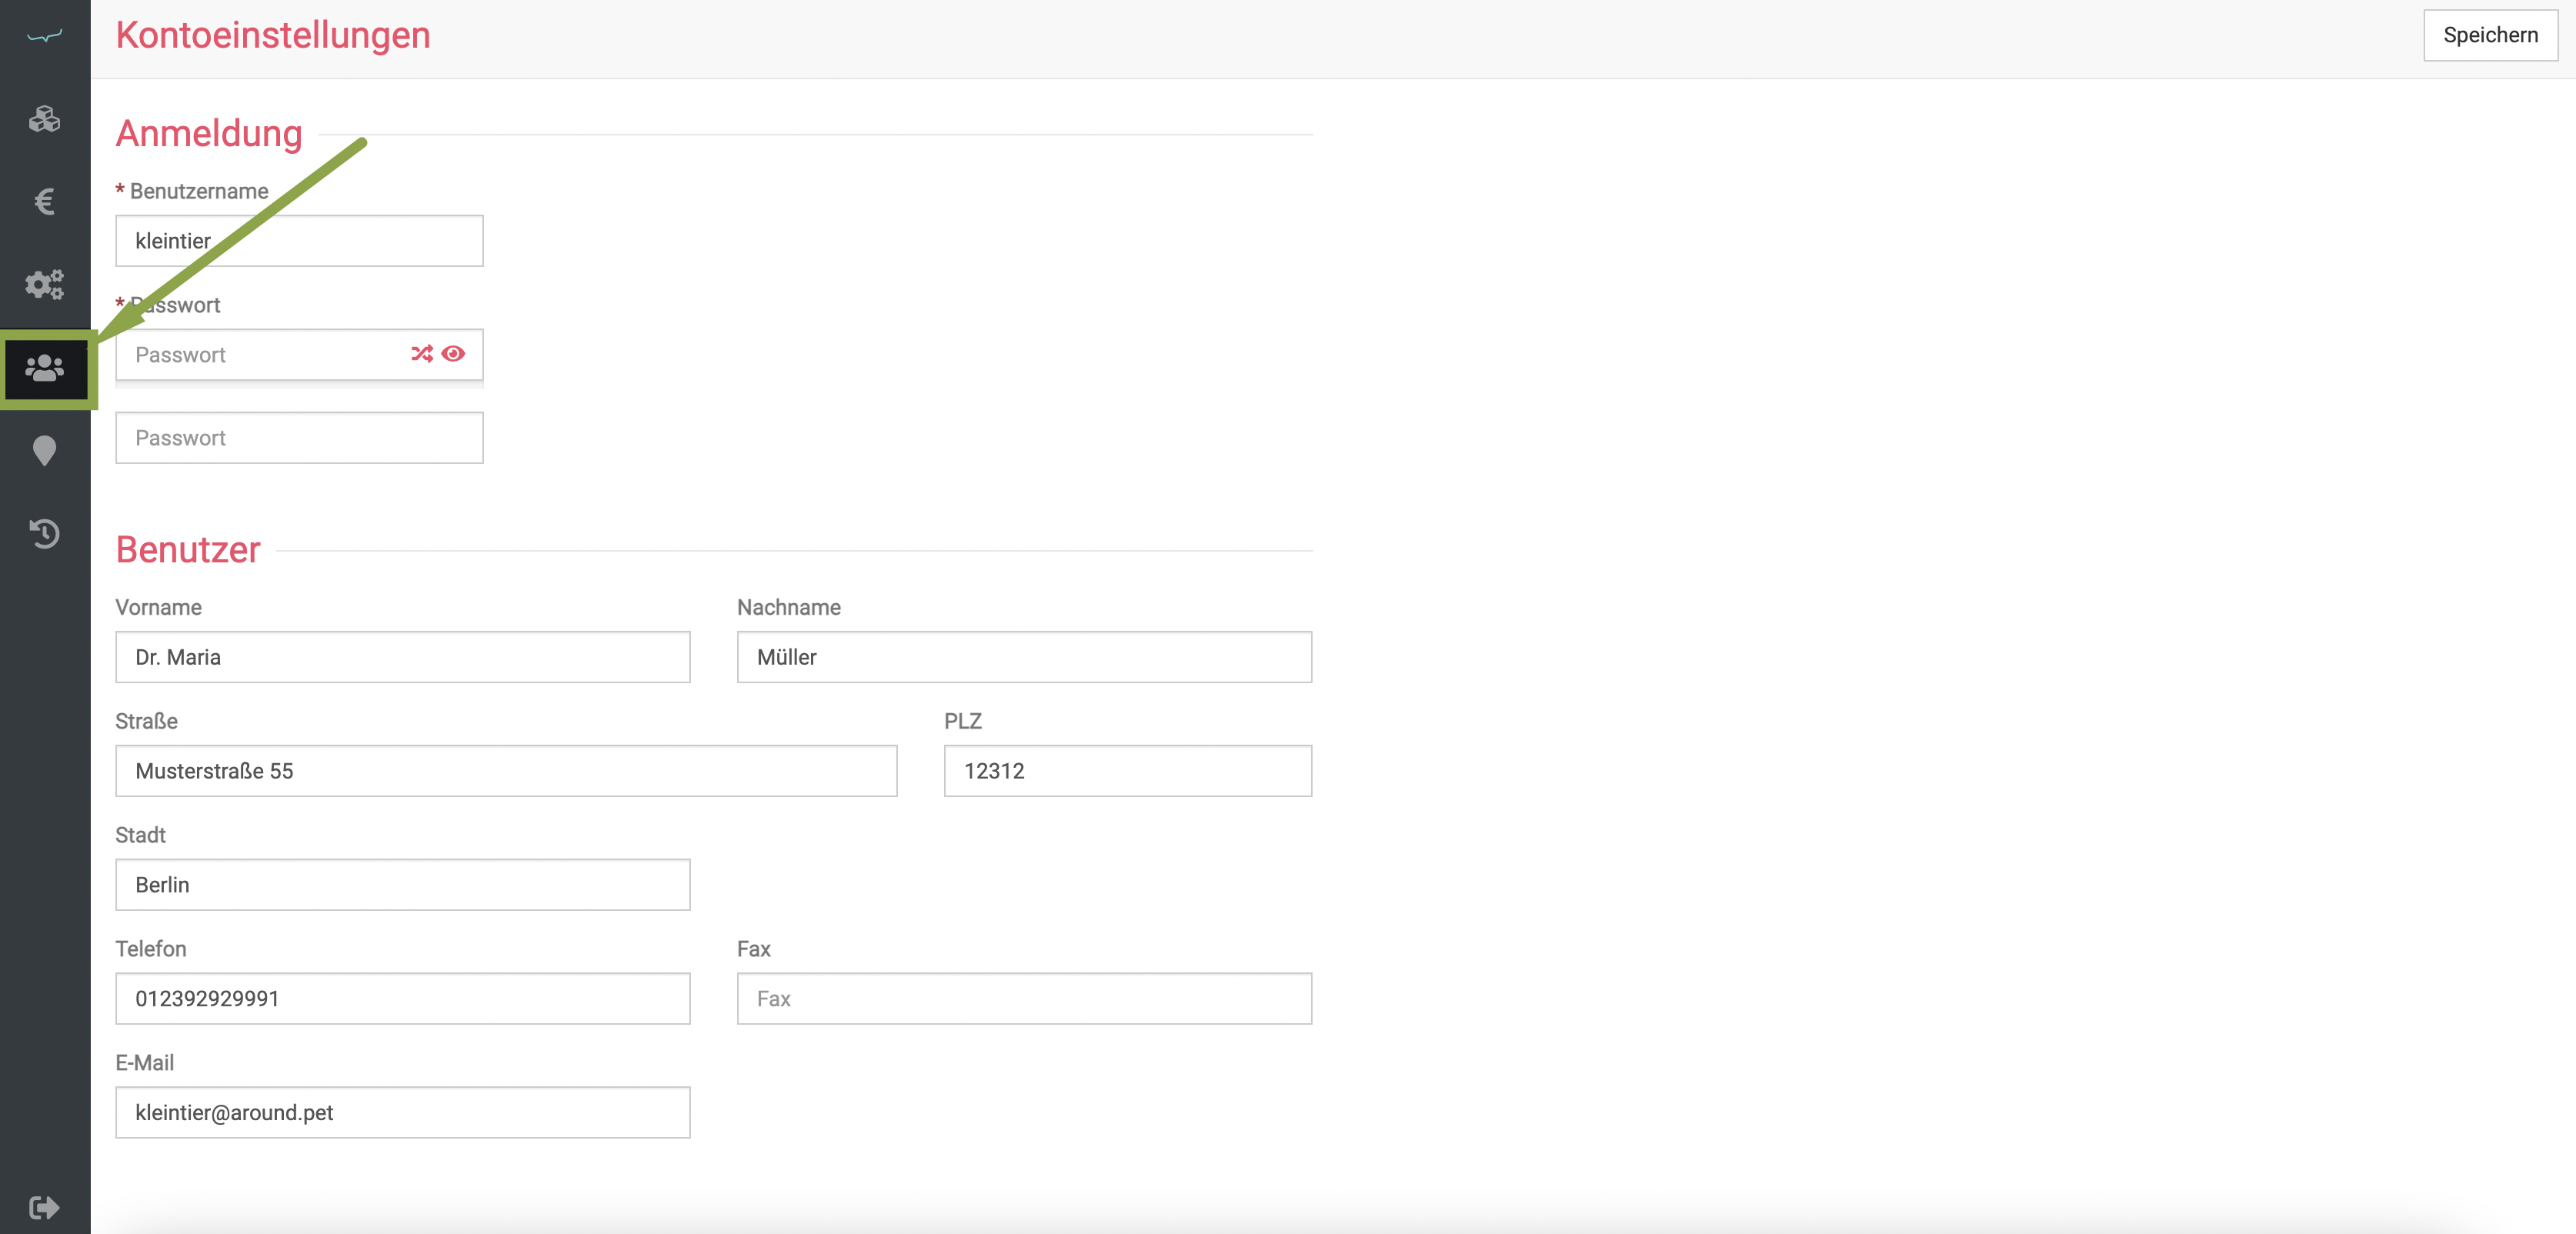 Kontoeinstellungen
Speichern
Anmeldung
* Benutzername
kleintier
* Passwort
Passwort
Passwort
Benutzer
Vorname Nachname
Dr. Maria Müller
Straße PLZ
Musterstraße 55 12312
Stadt
Berlin
Telefon Fax
012392929991 Fax
E-Mail
kleintier@around.pet